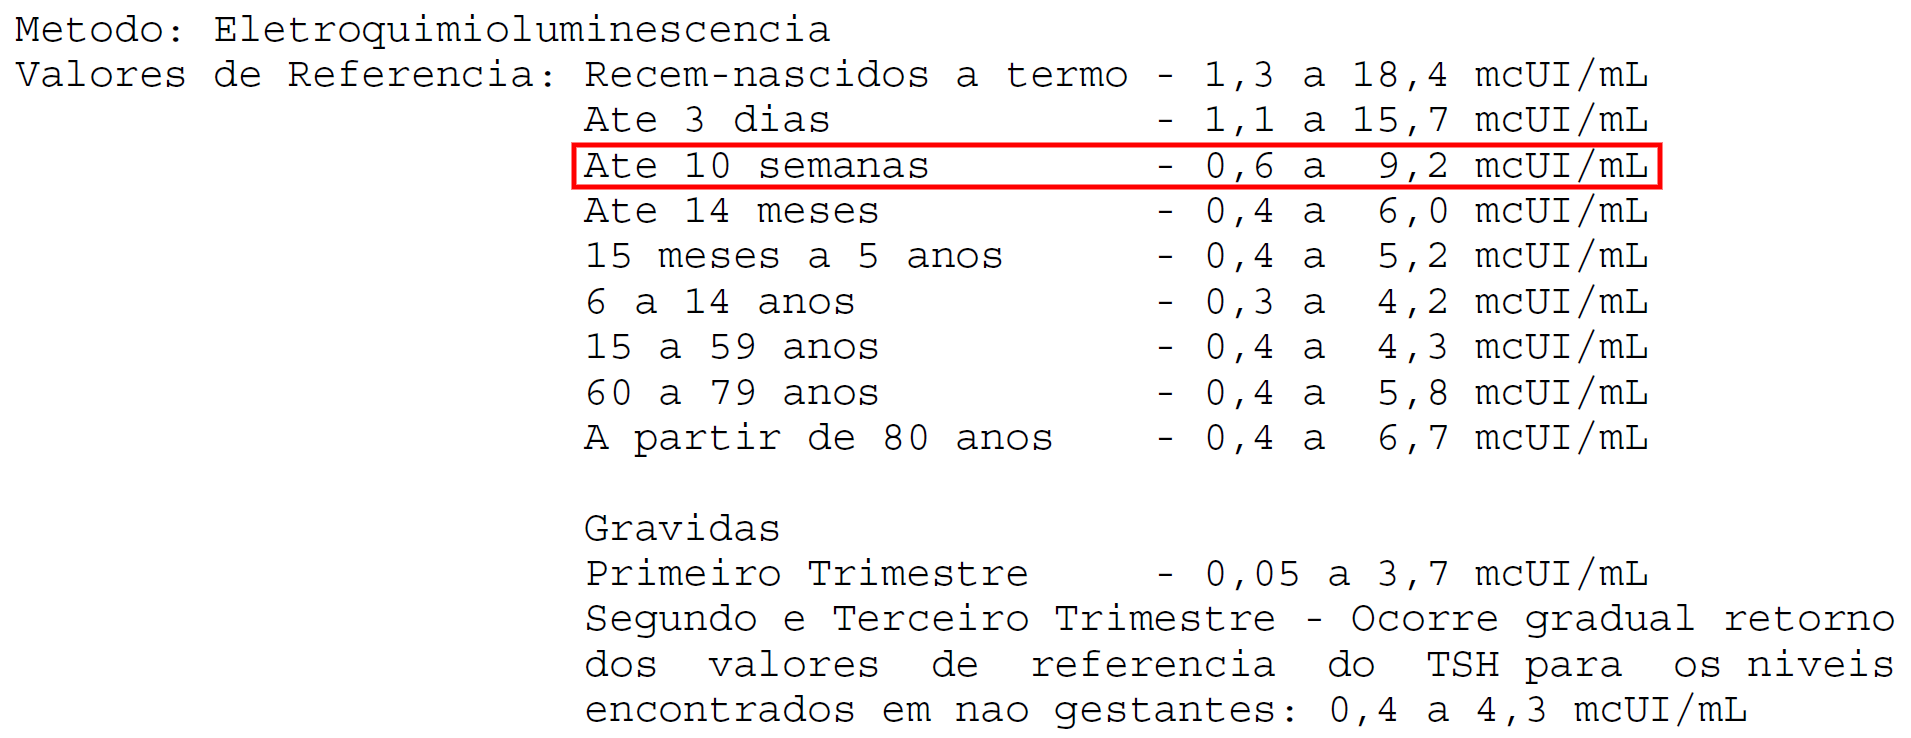 Metodo: Eletroquimioluminescencia
Valores de Referencia: Recem-nascidos a termo - 1,3 a 18,4 mcUI/mL
Ate 3 dias - 1,1 a 15,7 mcUI/mL
Ate 10 semanas - 0,6 a 9,2 mcUI/mL
Ate 14 meses - 0,4 a 6,0 mcUI/mL
15 meses a 5 anos - 0,4 a 5,2 mcUI/mL
6 a 14 anos - 0,3 a 4,2 mcUI/mL
15 a 59 anos - 0,4 a 4,3 mcUI/mL
60 a 79 anos - 0,4 a 5,8 mcUI/mL
A partir de 80 anos - 0,4 a 6,7 mcUI/mL
Gravidas
Primeiro Trimestre - 0,05 a 3,7 mcUI/mL
Segundo e Terceiro Trimestre - Ocorre gradual retorno
dos valores de referencia do TSH para os niveis
encontrados em nao gestantes: 0,4 a 4,3 mcUI/mL